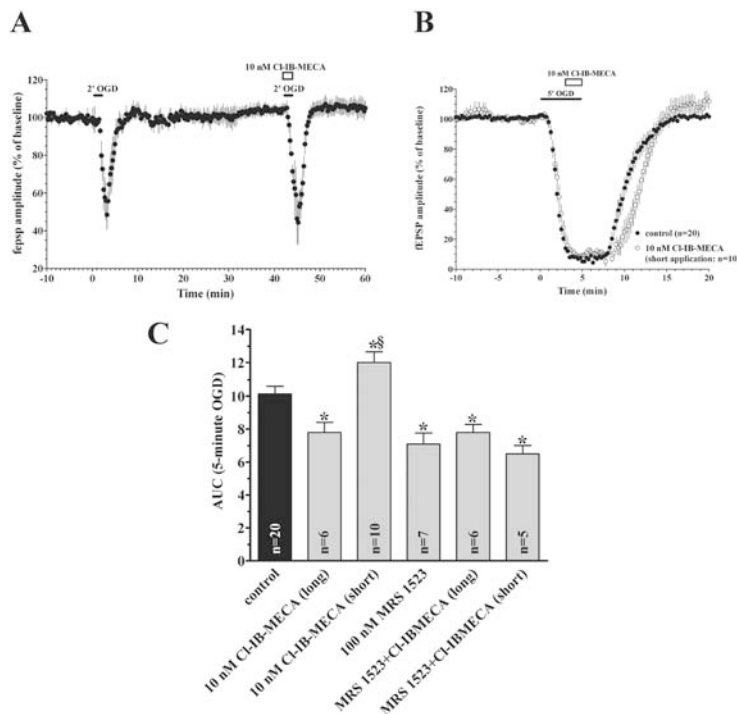 A
10 nM Cl-IB-MECA
2' OGD
2' OGD
fepsp amplitude (% of baseline)
120
100
80
60
40
20
-10
0
10
20
30
40
50
60
Time (min)
B
10 nM Cl-IB-MECA
5' OGD
fEPSP amplitude (% of baseline)
120
100
80
60
40
20
0
control (n=20)
10 nM Cl-IB-MECA
(short application: n=10
-10
-5
0
5
10
15
20
Time (min)
C
AUC (5-minute OGD)
14
12
10
8
6
4
2
0
*
*§
*
*
*
n=20
n=6
n=10
n=7
n=6
n=5
control
10 nM Cl-IB-MECA (long)
10 nM Cl-IB-MECA (short)
100 nM MRS 1523
MRS 1523+Cl-IBMECA (long)
MRS 1523+Cl-IBMECA (short)